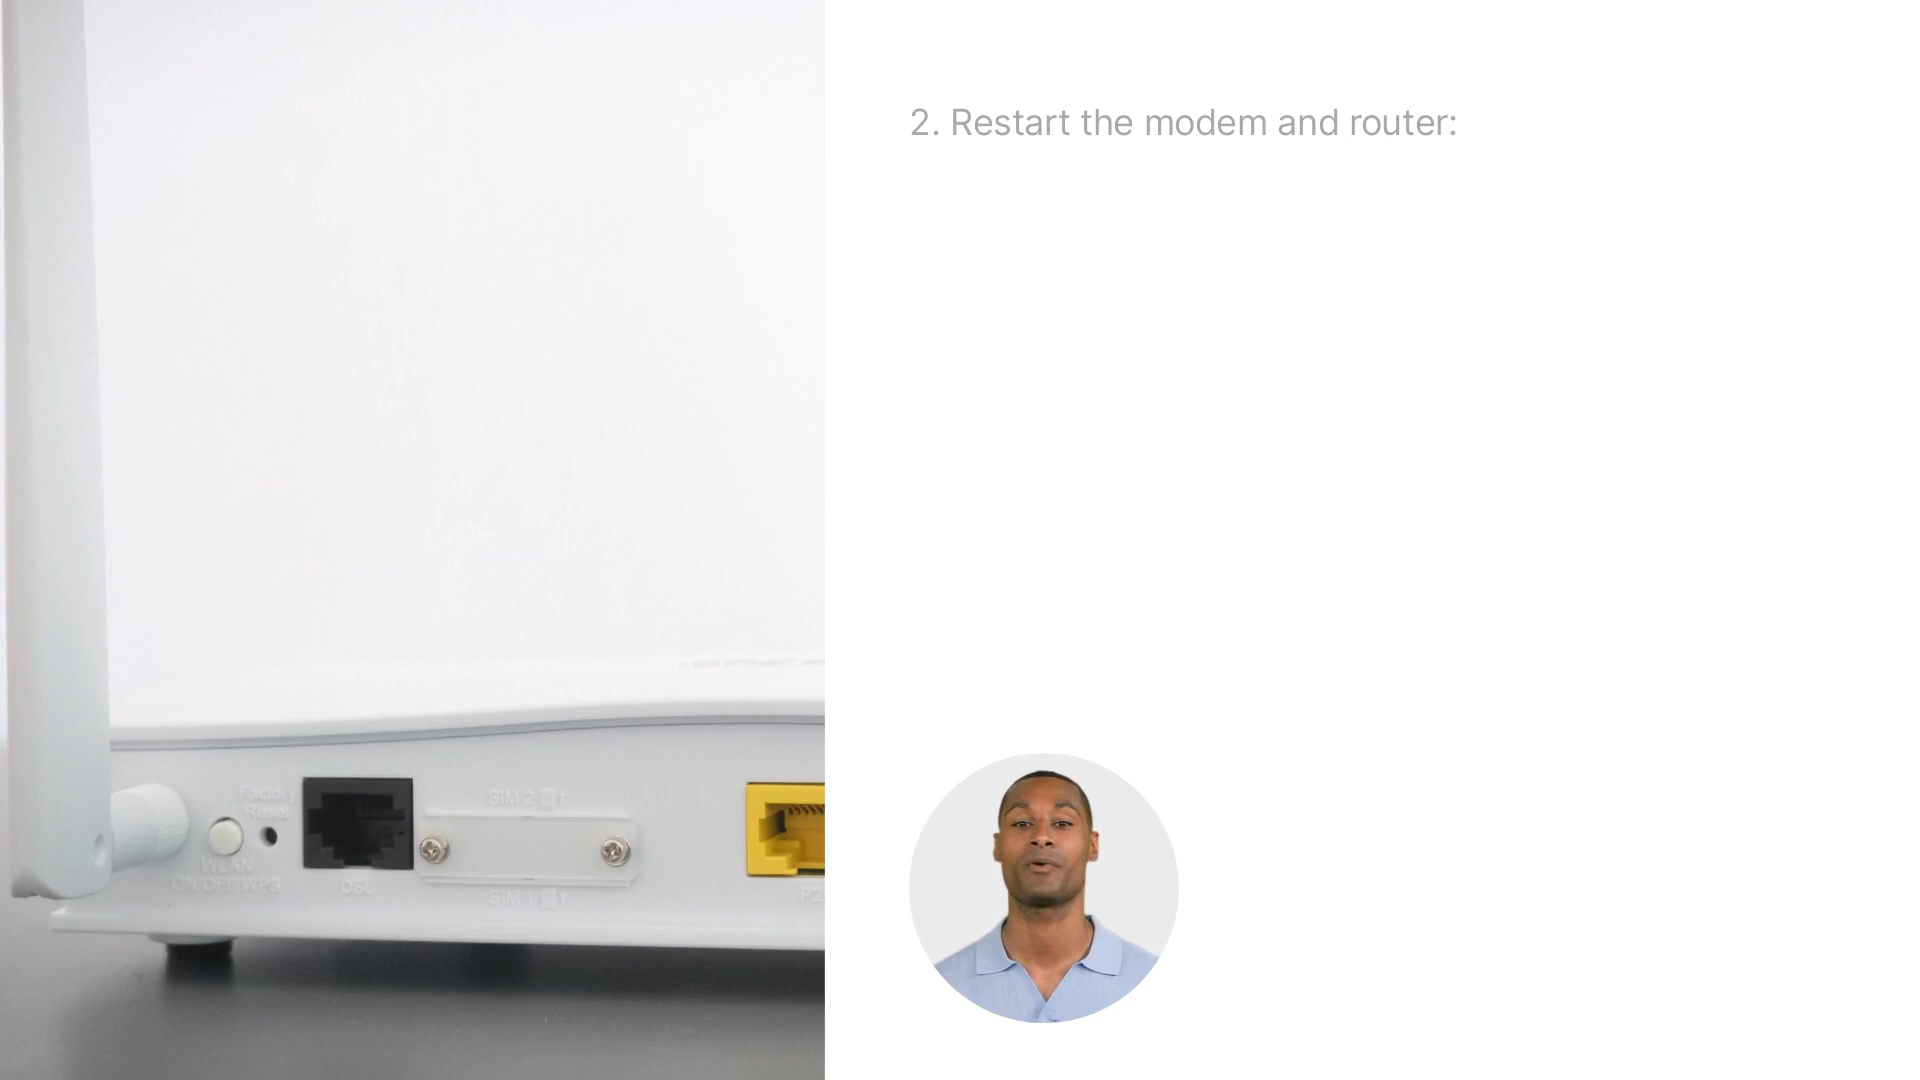 2. Restart the modem and router:
Factory
Reset
WLAN
ON/OFF/WPS
DSL
SIM 2
SIM 1